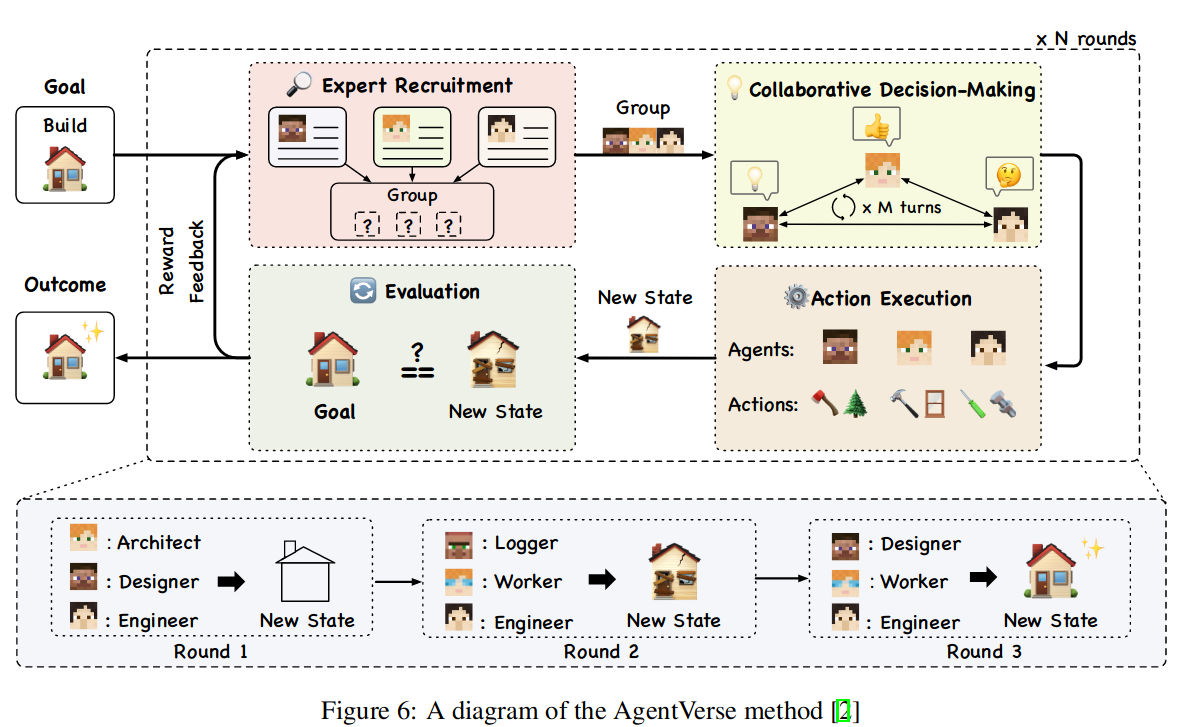 x N rounds
Goal
Build
Expert Recruitment
Group
? ? ?
Group
Collaborative Decision-Making
x M turns
Reward
Feedback
Outcome
Evaluation
?
==
Goal
New State
New State
Action Execution
Agents:
Actions:
: Architect
: Designer
: Engineer
New State
Round 1
: Logger
: Worker
: Engineer
New State
Round 2
: Designer
: Worker
: Engineer
New State
Round 3
Figure 6: A diagram of the AgentVerse method [2]